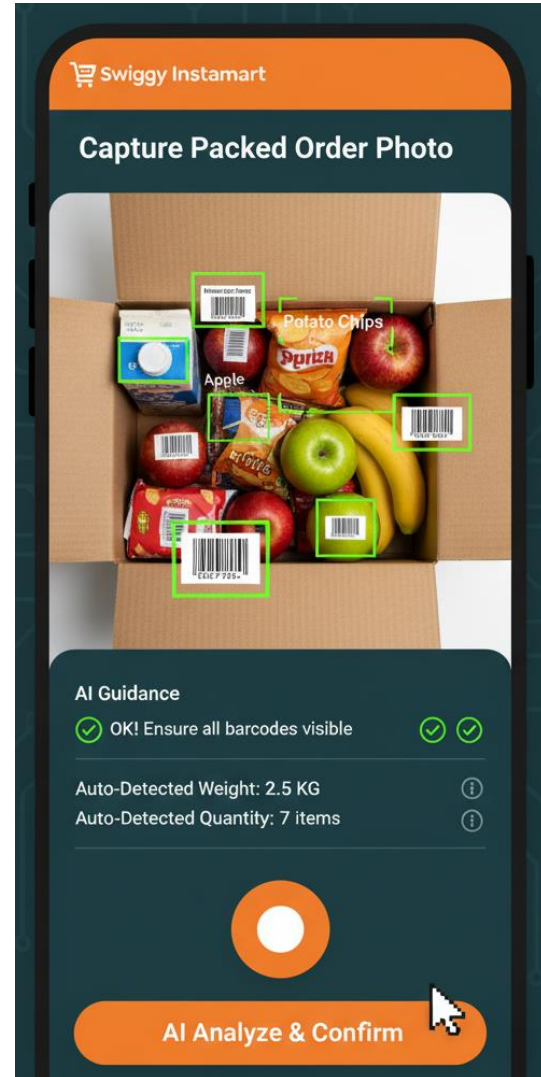 Swiggy Instamart
Capture Packed Order Photo
Potato Chips
Apple
AI Guidance
OK! Ensure all barcodes visible
Auto-Detected Weight: 2.5 KG
Auto-Detected Quantity: 7 items
AI Analyze & Confirm